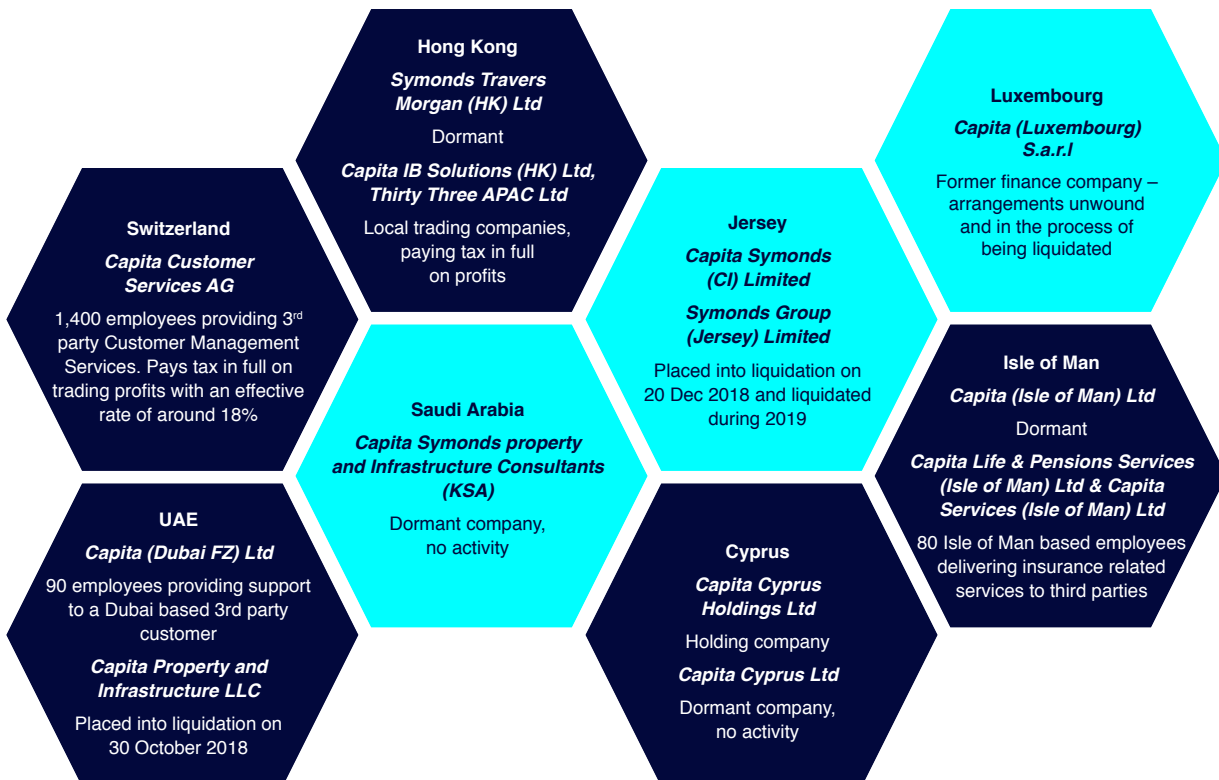 Hong Kong
Symonds Travers
Morgan (HK) Ltd
Dormant
Capita IB Solutions (HK) Ltd,
Thirty Three APAC Ltd
Local trading companies,
paying tax in full
on profits
Luxembourg
Capita (Luxembourg)
S.a.r.l
Former finance company –
arrangements unwound
and in the process of
being liquidated
Switzerland
Capita Customer
Services AG
1,400 employees providing 3rd
party Customer Management
Services. Pays tax in full on
trading profits with an effective
rate of around 18%
Jersey
Capita Symonds
(CI) Limited
Symonds Group
(Jersey) Limited
Placed into liquidation on
20 Dec 2018 and liquidated
during 2019
Saudi Arabia
Capita Symonds property
and Infrastructure Consultants
(KSA)
Dormant company,
no activity
Isle of Man
Capita (Isle of Man) Ltd
Dormant
Capita Life & Pensions Services
(Isle of Man) Ltd & Capita
Services (Isle of Man) Ltd
80 Isle of Man based employees
delivering insurance related
services to third parties
UAE
Capita (Dubai FZ) Ltd
90 employees providing support
to a Dubai based 3rd party
customer
Capita Property and
Infrastructure LLC
Placed into liquidation on
30 October 2018
Cyprus
Capita Cyprus
Holdings Ltd
Holding company
Capita Cyprus Ltd
Dormant company,
no activity